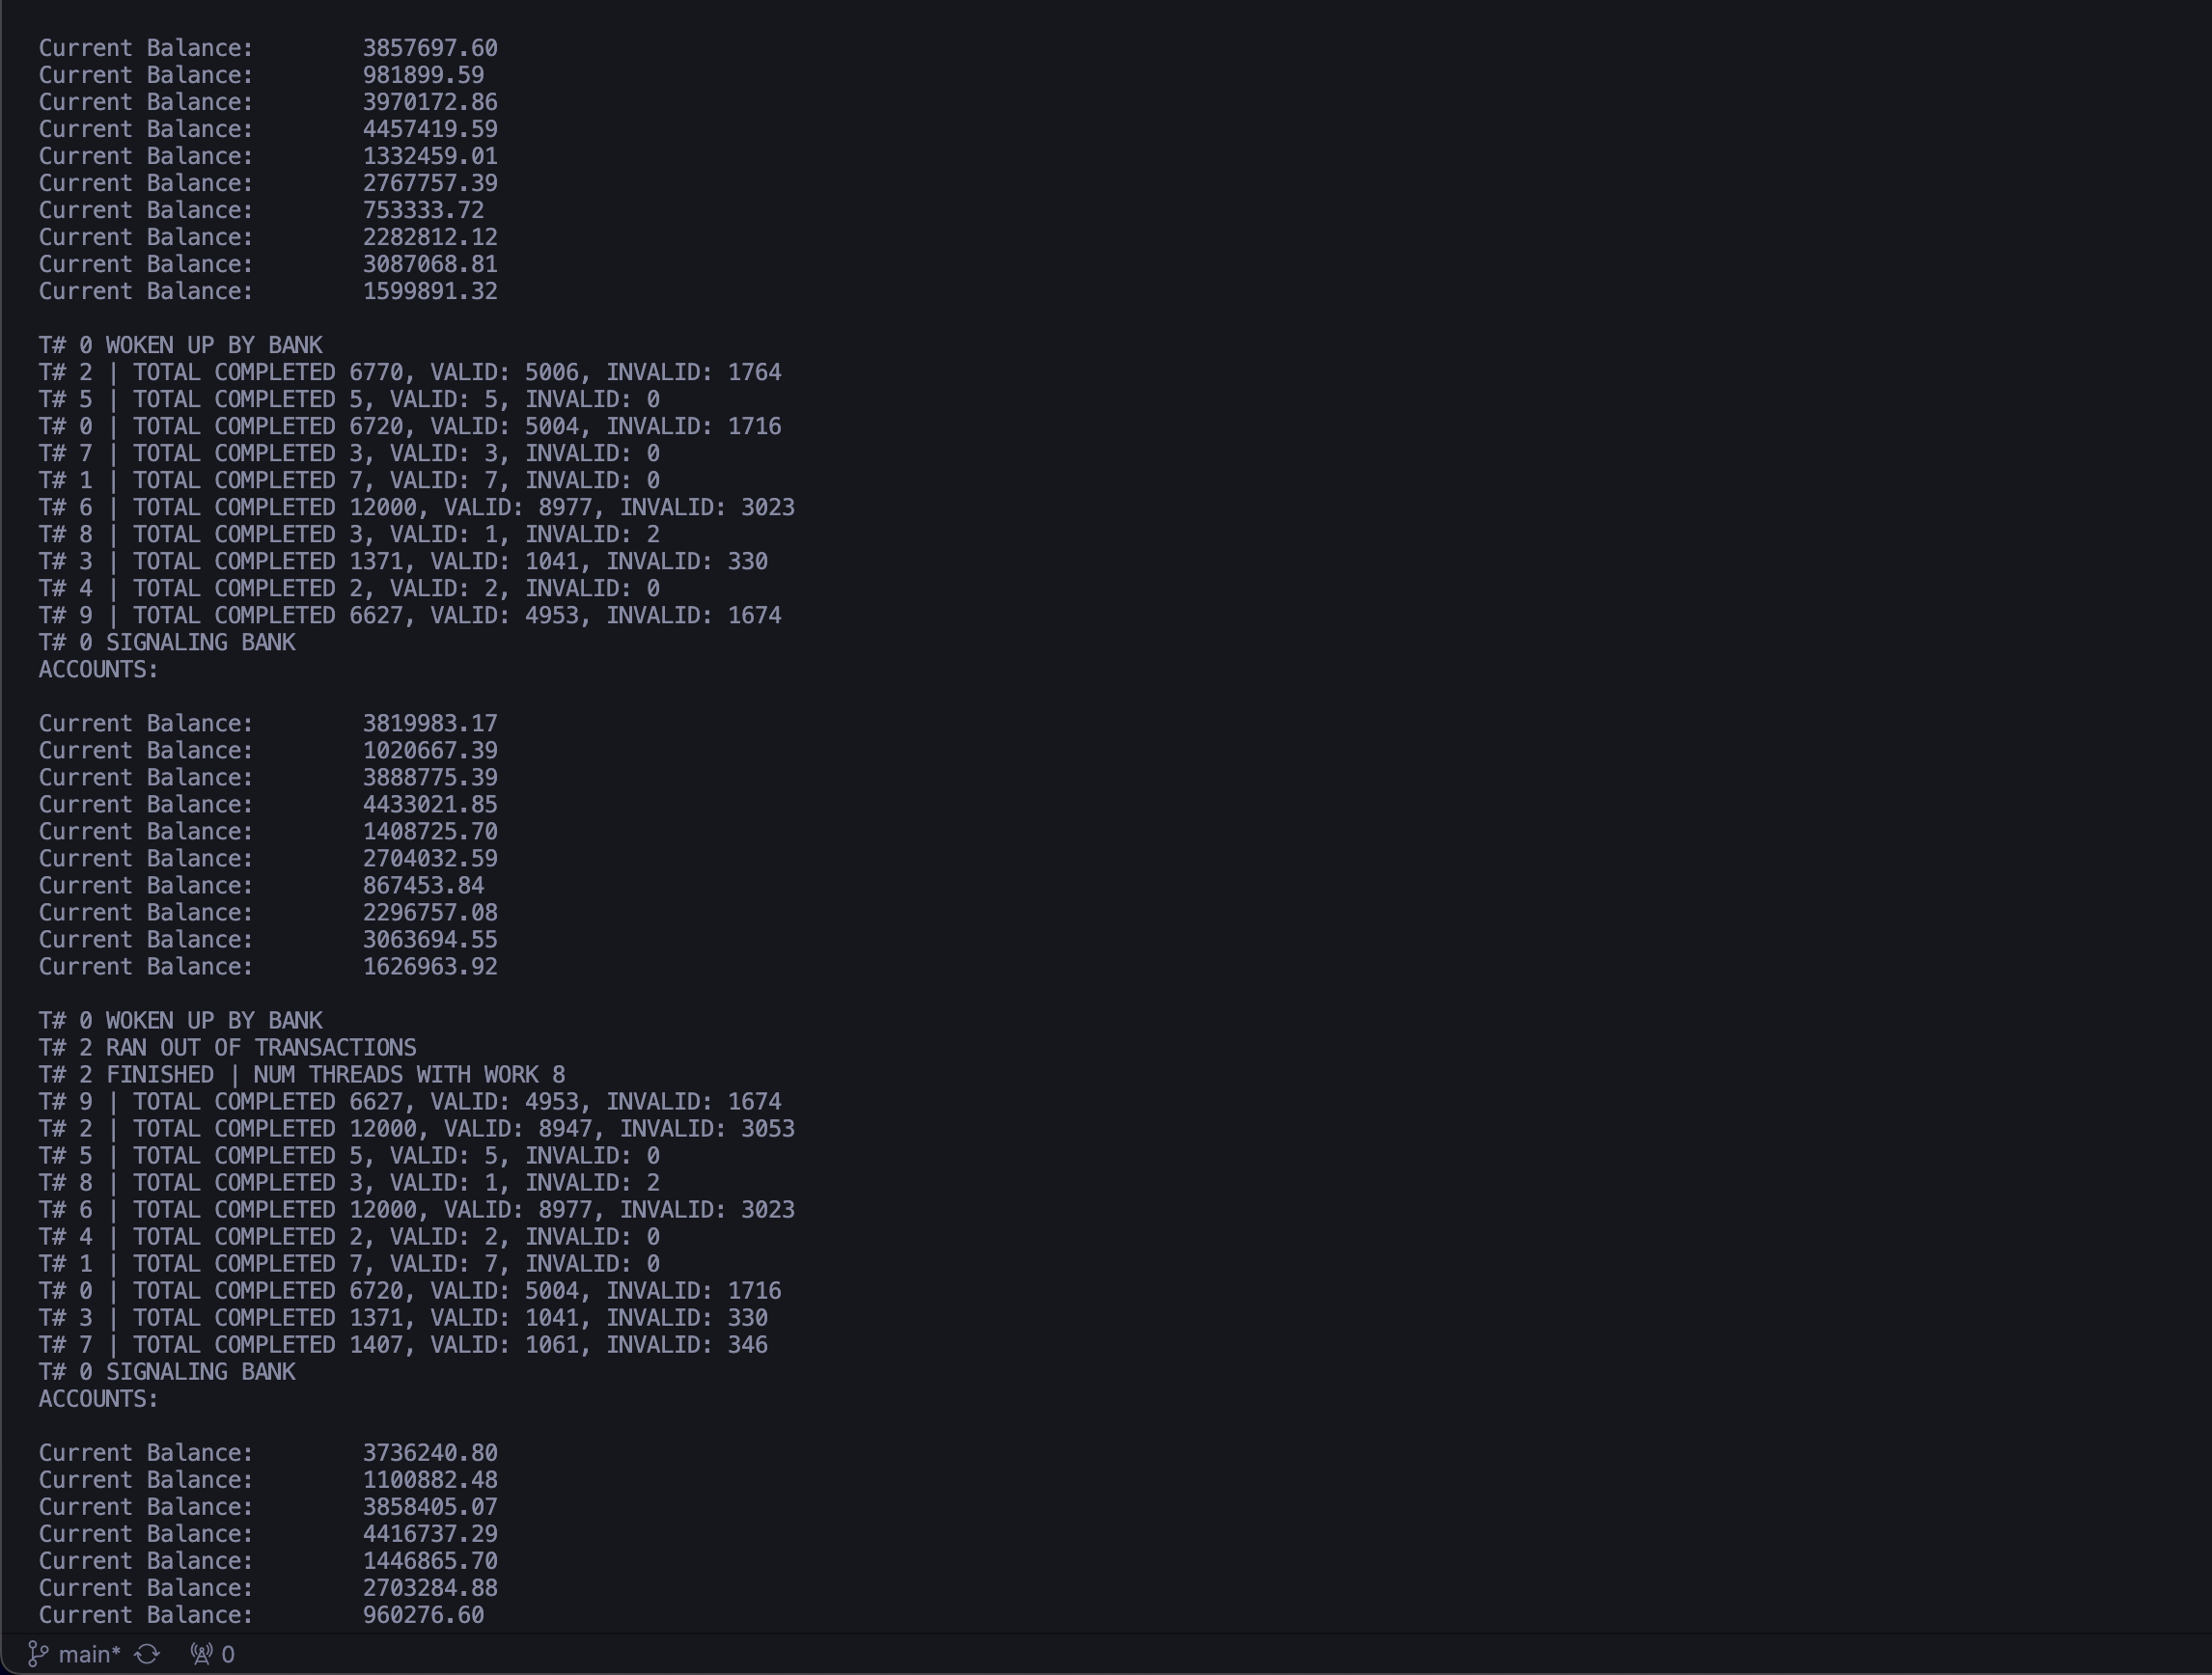 Current Balance:        3857697.60
Current Balance:        981899.59
Current Balance:        3970172.86
Current Balance:        4457419.59
Current Balance:        1332459.01
Current Balance:        2767757.39
Current Balance:        753333.72
Current Balance:        2282812.12
Current Balance:        3087068.81
Current Balance:        1599891.32
T# 0 WOKEN UP BY BANK
T# 2 | TOTAL COMPLETED 6770, VALID: 5006, INVALID: 1764
T# 5 | TOTAL COMPLETED 5, VALID: 5, INVALID: 0
T# 0 | TOTAL COMPLETED 6720, VALID: 5004, INVALID: 1716
T# 7 | TOTAL COMPLETED 3, VALID: 3, INVALID: 0
T# 1 | TOTAL COMPLETED 7, VALID: 7, INVALID: 0
T# 6 | TOTAL COMPLETED 12000, VALID: 8977, INVALID: 3023
T# 8 | TOTAL COMPLETED 3, VALID: 1, INVALID: 2
T# 3 | TOTAL COMPLETED 1371, VALID: 1041, INVALID: 330
T# 4 | TOTAL COMPLETED 2, VALID: 2, INVALID: 0
T# 9 | TOTAL COMPLETED 6627, VALID: 4953, INVALID: 1674
T# 0 SIGNALING BANK
ACCOUNTS:
Current Balance:        3819983.17
Current Balance:        1020667.39
Current Balance:        3888775.39
Current Balance:        4433021.85
Current Balance:        1408725.70
Current Balance:        2704032.59
Current Balance:        867453.84
Current Balance:        2296757.08
Current Balance:        3063694.55
Current Balance:        1626963.92
T# 0 WOKEN UP BY BANK
T# 2 RAN OUT OF TRANSACTIONS
T# 2 FINISHED | NUM THREADS WITH WORK 8
T# 9 | TOTAL COMPLETED 6627, VALID: 4953, INVALID: 1674
T# 2 | TOTAL COMPLETED 12000, VALID: 8947, INVALID: 3053
T# 5 | TOTAL COMPLETED 5, VALID: 5, INVALID: 0
T# 8 | TOTAL COMPLETED 3, VALID: 1, INVALID: 2
T# 6 | TOTAL COMPLETED 12000, VALID: 8977, INVALID: 3023
T# 4 | TOTAL COMPLETED 2, VALID: 2, INVALID: 0
T# 1 | TOTAL COMPLETED 7, VALID: 7, INVALID: 0
T# 0 | TOTAL COMPLETED 6720, VALID: 5004, INVALID: 1716
T# 3 | TOTAL COMPLETED 1371, VALID: 1041, INVALID: 330
T# 7 | TOTAL COMPLETED 1407, VALID: 1061, INVALID: 346
T# 0 SIGNALING BANK
ACCOUNTS:
Current Balance:        3736240.80
Current Balance:        1100882.48
Current Balance:        3858405.07
Current Balance:        4416737.29
Current Balance:        1446865.70
Current Balance:        2703284.88
Current Balance:        960276.60
main* 0